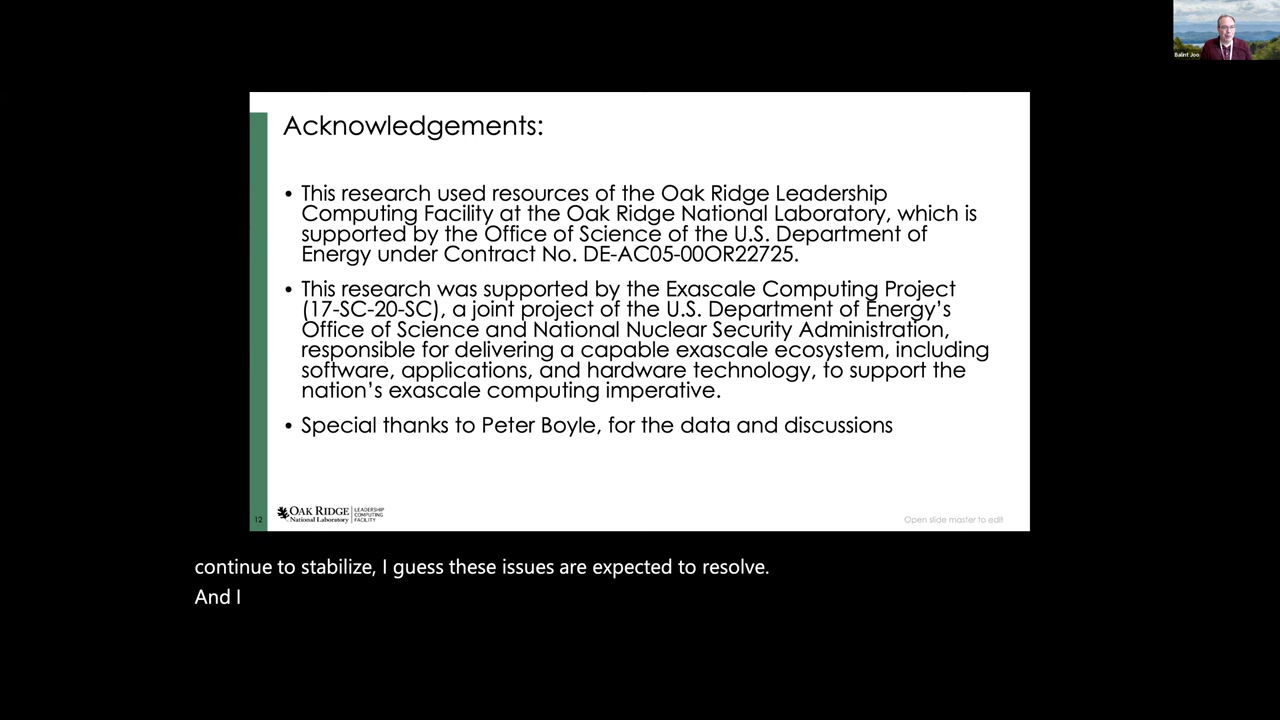 Balint Joo
Acknowledgements:
• This research used resources of the Oak Ridge Leadership
Computing Facility at the Oak Ridge National Laboratory, which is
supported by the Office of Science of the U.S. Department of
Energy under Contract No. DE-AC05-00OR22725.
• This research was supported by the Exascale Computing Project
(17-SC-20-SC), a joint project of the U.S. Department of Energy’s
Office of Science and National Nuclear Security Administration,
responsible for delivering a capable exascale ecosystem, including
software, applications, and hardware technology, to support the
nation’s exascale computing imperative.
• Special thanks to Peter Boyle, for the data and discussions
12
OAK RIDGE
National Laboratory
LEADERSHIP
COMPUTING
FACILITY
Open slide master to edit
continue to stabilize, I guess these issues are expected to resolve.
And I